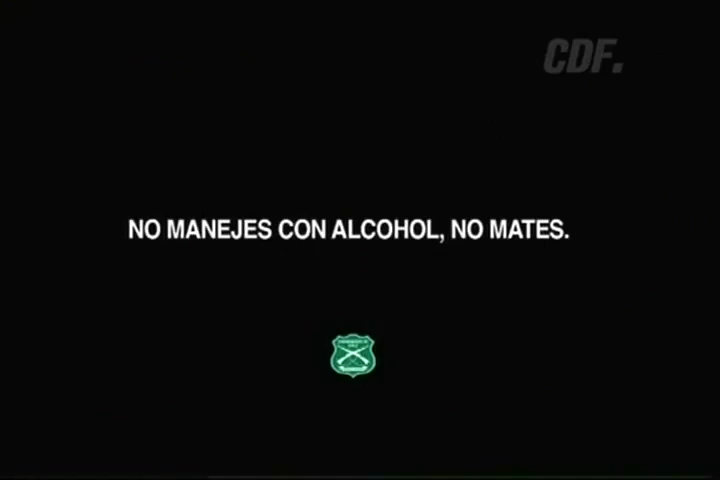 CDF.
NO MANEJES CON ALCOHOL, NO MATES.